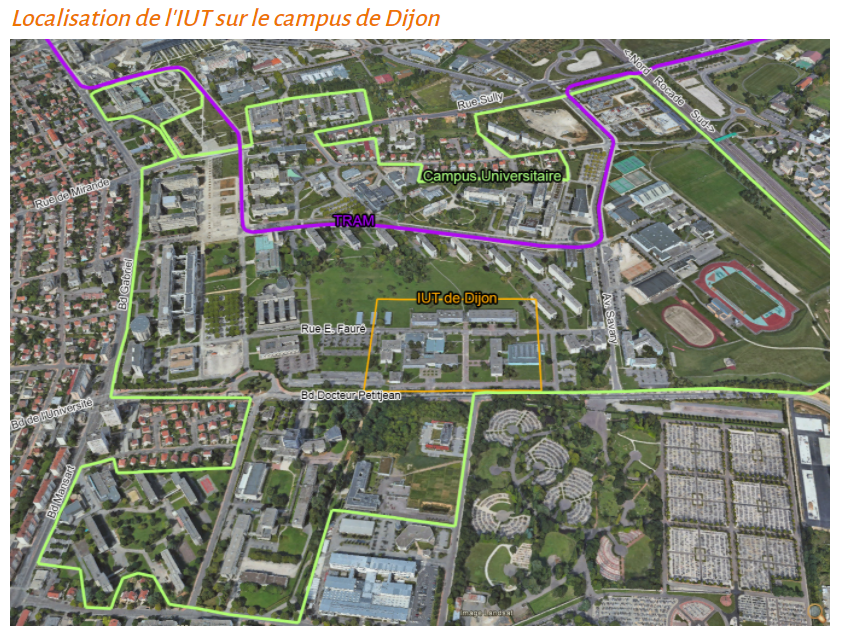 Localisation de l'IUT sur le campus de Dijon
<-Nord Rocade Sud->
Rue Sully
Campus Universitaire
Rue de Mirande
TRAM
Bd Gabriel
IUT de Dijon
Av. Savary
Rue E. Faure
Bd Docteur Petitjean
Bd de l'Université
Bd Mansart
Image Landsat